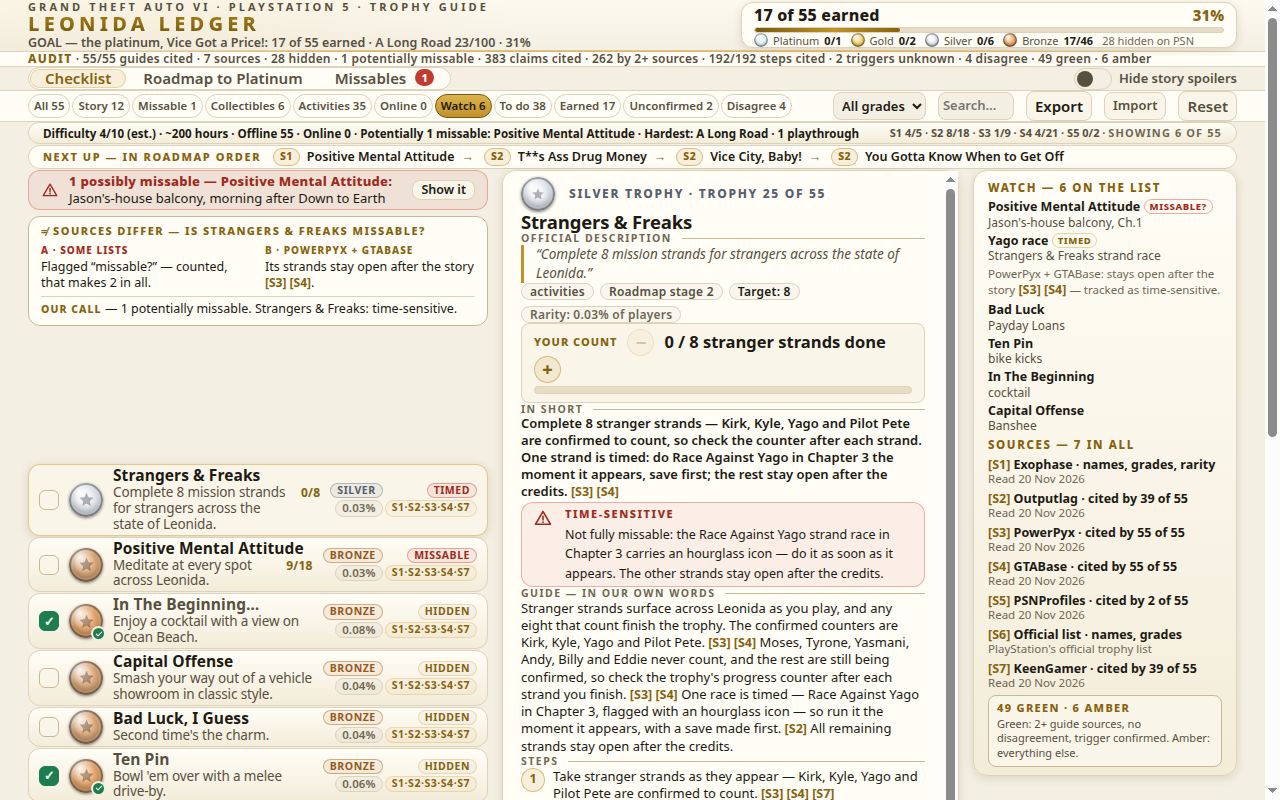 GRAND THEFT AUTO VI · PLAYSTATION 5 · TROPHY GUIDE
LEONIDA LEDGER
GOAL — the platinum, Vice Got a Price!: 17 of 55 earned · A Long Road 23/100 · 31%
17 of 55 earned 31%
Platinum 0/1 Gold 0/2 Silver 0/6 Bronze 17/46 28 hidden on PSN
AUDIT · 55/55 guides cited · 7 sources · 28 hidden · 1 potentially missable · 383 claims cited · 262 by 2+ sources · 192/192 steps cited · 2 triggers unknown · 4 disagree · 49 green · 6 amber
Checklist Roadmap to Platinum Missables 1 Hide story spoilers
All 55 Story 12 Missable 1 Collectibles 6 Activities 35 Online 0 Watch 6 To do 38 Earned 17 Unconfirmed 2 Disagree 4 All grades Search... Export Import Reset
Difficulty 4/10 (est.) · ~200 hours · Offline 55 · Online 0 · Potentially 1 missable: Positive Mental Attitude · Hardest: A Long Road · 1 playthrough S1 4/5 · S2 8/18 · S3 1/9 · S4 4/21 · S5 0/2 · SHOWING 6 OF 55
NEXT UP — IN ROADMAP ORDER S1 Positive Mental Attitude → S2 T**s Ass Drug Money → S2 Vice City, Baby! → S2 You Gotta Know When to Get Off
1 possibly missable — Positive Mental Attitude:
Jason's-house balcony, morning after Down to Earth
Show it
≠ SOURCES DIFFER — IS STRANGERS & FREAKS MISSABLE?
A · SOME LISTS
Flagged “missable?” — counted,
that makes 2 in all.
B · POWERPYX + GTABASE
Its strands stay open after the story
[S3] [S4].
OUR CALL — 1 potentially missable. Strangers & Freaks: time-sensitive.
Strangers & Freaks
Complete 8 mission strands
for strangers across the
state of Leonida.
0/8 SILVER TIMED
0.03% S1·S2·S3·S4·S7
Positive Mental Attitude
Meditate at every spot
across Leonida.
9/18 BRONZE MISSABLE
0.03% S1·S2·S3·S4·S7
In The Beginning...
Enjoy a cocktail with a view on
Ocean Beach.
BRONZE HIDDEN
0.08% S1·S2·S3·S4·S7
Capital Offense
Smash your way out of a vehicle
showroom in classic style.
BRONZE HIDDEN
0.04% S1·S2·S3·S4·S7
Bad Luck, I Guess
Second time's the charm.
BRONZE HIDDEN
0.04% S1·S2·S3·S4·S7
Ten Pin
Bowl 'em over with a melee
drive-by.
BRONZE HIDDEN
0.06% S1·S2·S3·S4·S7
SILVER TROPHY · TROPHY 25 OF 55
Strangers & Freaks
OFFICIAL DESCRIPTION
“Complete 8 mission strands for strangers across the state of
Leonida.”
activities Roadmap stage 2 Target: 8
Rarity: 0.03% of players
YOUR COUNT − 0 / 8 stranger strands done
+
IN SHORT
Complete 8 stranger strands — Kirk, Kyle, Yago and Pilot Pete
are confirmed to count, so check the counter after each strand.
One strand is timed: do Race Against Yago in Chapter 3 the
moment it appears, save first; the rest stay open after the
credits. [S3] [S4]
TIME-SENSITIVE
Not fully missable: the Race Against Yago strand race in
Chapter 3 carries an hourglass icon — do it as soon as it
appears. The other strands stay open after the credits.
GUIDE — IN OUR OWN WORDS
Stranger strands surface across Leonida as you play, and any
eight that count finish the trophy. The confirmed counters are
Kirk, Kyle, Yago and Pilot Pete. [S3] [S4] Moses, Tyrone, Yasmani,
Andy, Billy and Eddie never count, and the rest are still being
confirmed, so check the trophy's progress counter after each
strand you finish. [S3] [S4] One race is timed — Race Against Yago
in Chapter 3, flagged with an hourglass icon — so run it the
moment it appears, with a save made first. [S2] All remaining
strands stay open after the credits.
STEPS
1 Take stranger strands as they appear — Kirk, Kyle, Yago and
Pilot Pete are confirmed to count. [S3] [S4] [S7]
WATCH — 6 ON THE LIST
Positive Mental Attitude MISSABLE?
Jason's-house balcony, Ch.1
Yago race TIMED
Strangers & Freaks strand race
PowerPyx + GTABase: stays open after the
story [S3] [S4] — tracked as time-sensitive.
Bad Luck
Payday Loans
Ten Pin
bike kicks
In The Beginning
cocktail
Capital Offense
Banshee
SOURCES — 7 IN ALL
[S1] Exophase · names, grades, rarity
Read 20 Nov 2026
[S2] Outputlag · cited by 39 of 55
Read 20 Nov 2026
[S3] PowerPyx · cited by 55 of 55
Read 20 Nov 2026
[S4] GTABase · cited by 55 of 55
Read 20 Nov 2026
[S5] PSNProfiles · cited by 2 of 55
Read 20 Nov 2026
[S6] Official list · names, grades
PlayStation's official trophy list
[S7] KeenGamer · cited by 39 of 55
Read 20 Nov 2026
49 GREEN · 6 AMBER
Green: 2+ guide sources, no
disagreement, trigger confirmed. Amber:
everything else.